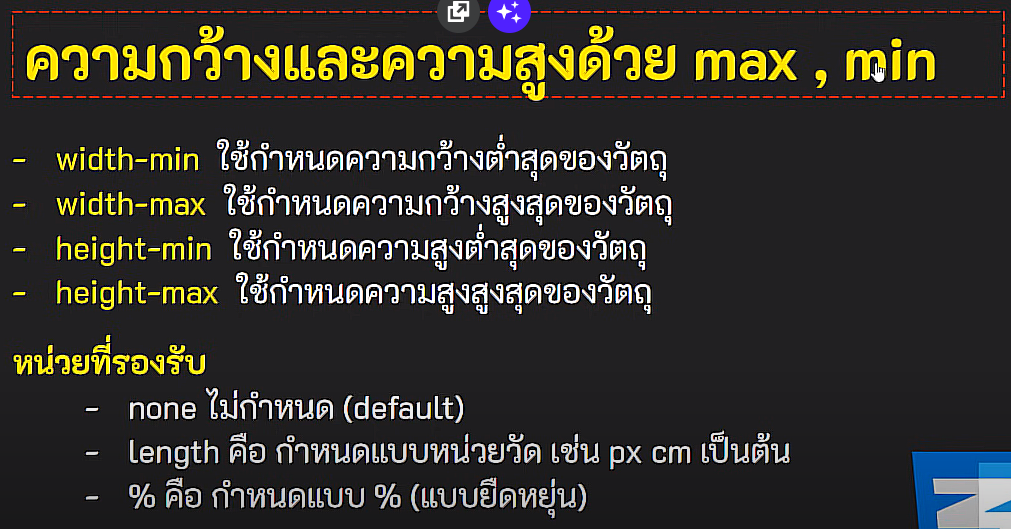 ความกว้างและความสูงด้วย max , min
- width-min ใช้กำหนดความกว้างต่ำสุดของวัตถุ
- width-max ใช้กำหนดความกว้างสูงสุดของวัตถุ
- height-min ใช้กำหนดความสูงต่ำสุดของวัตถุ
- height-max ใช้กำหนดความสูงสูงสุดของวัตถุ
หน่วยที่รองรับ
- none ไม่กำหนด (default)
- length คือ กำหนดแบบหน่วยวัด เช่น px cm เป็นต้น
- % คือ กำหนดแบบ % (แบบยืดหยุ่น)